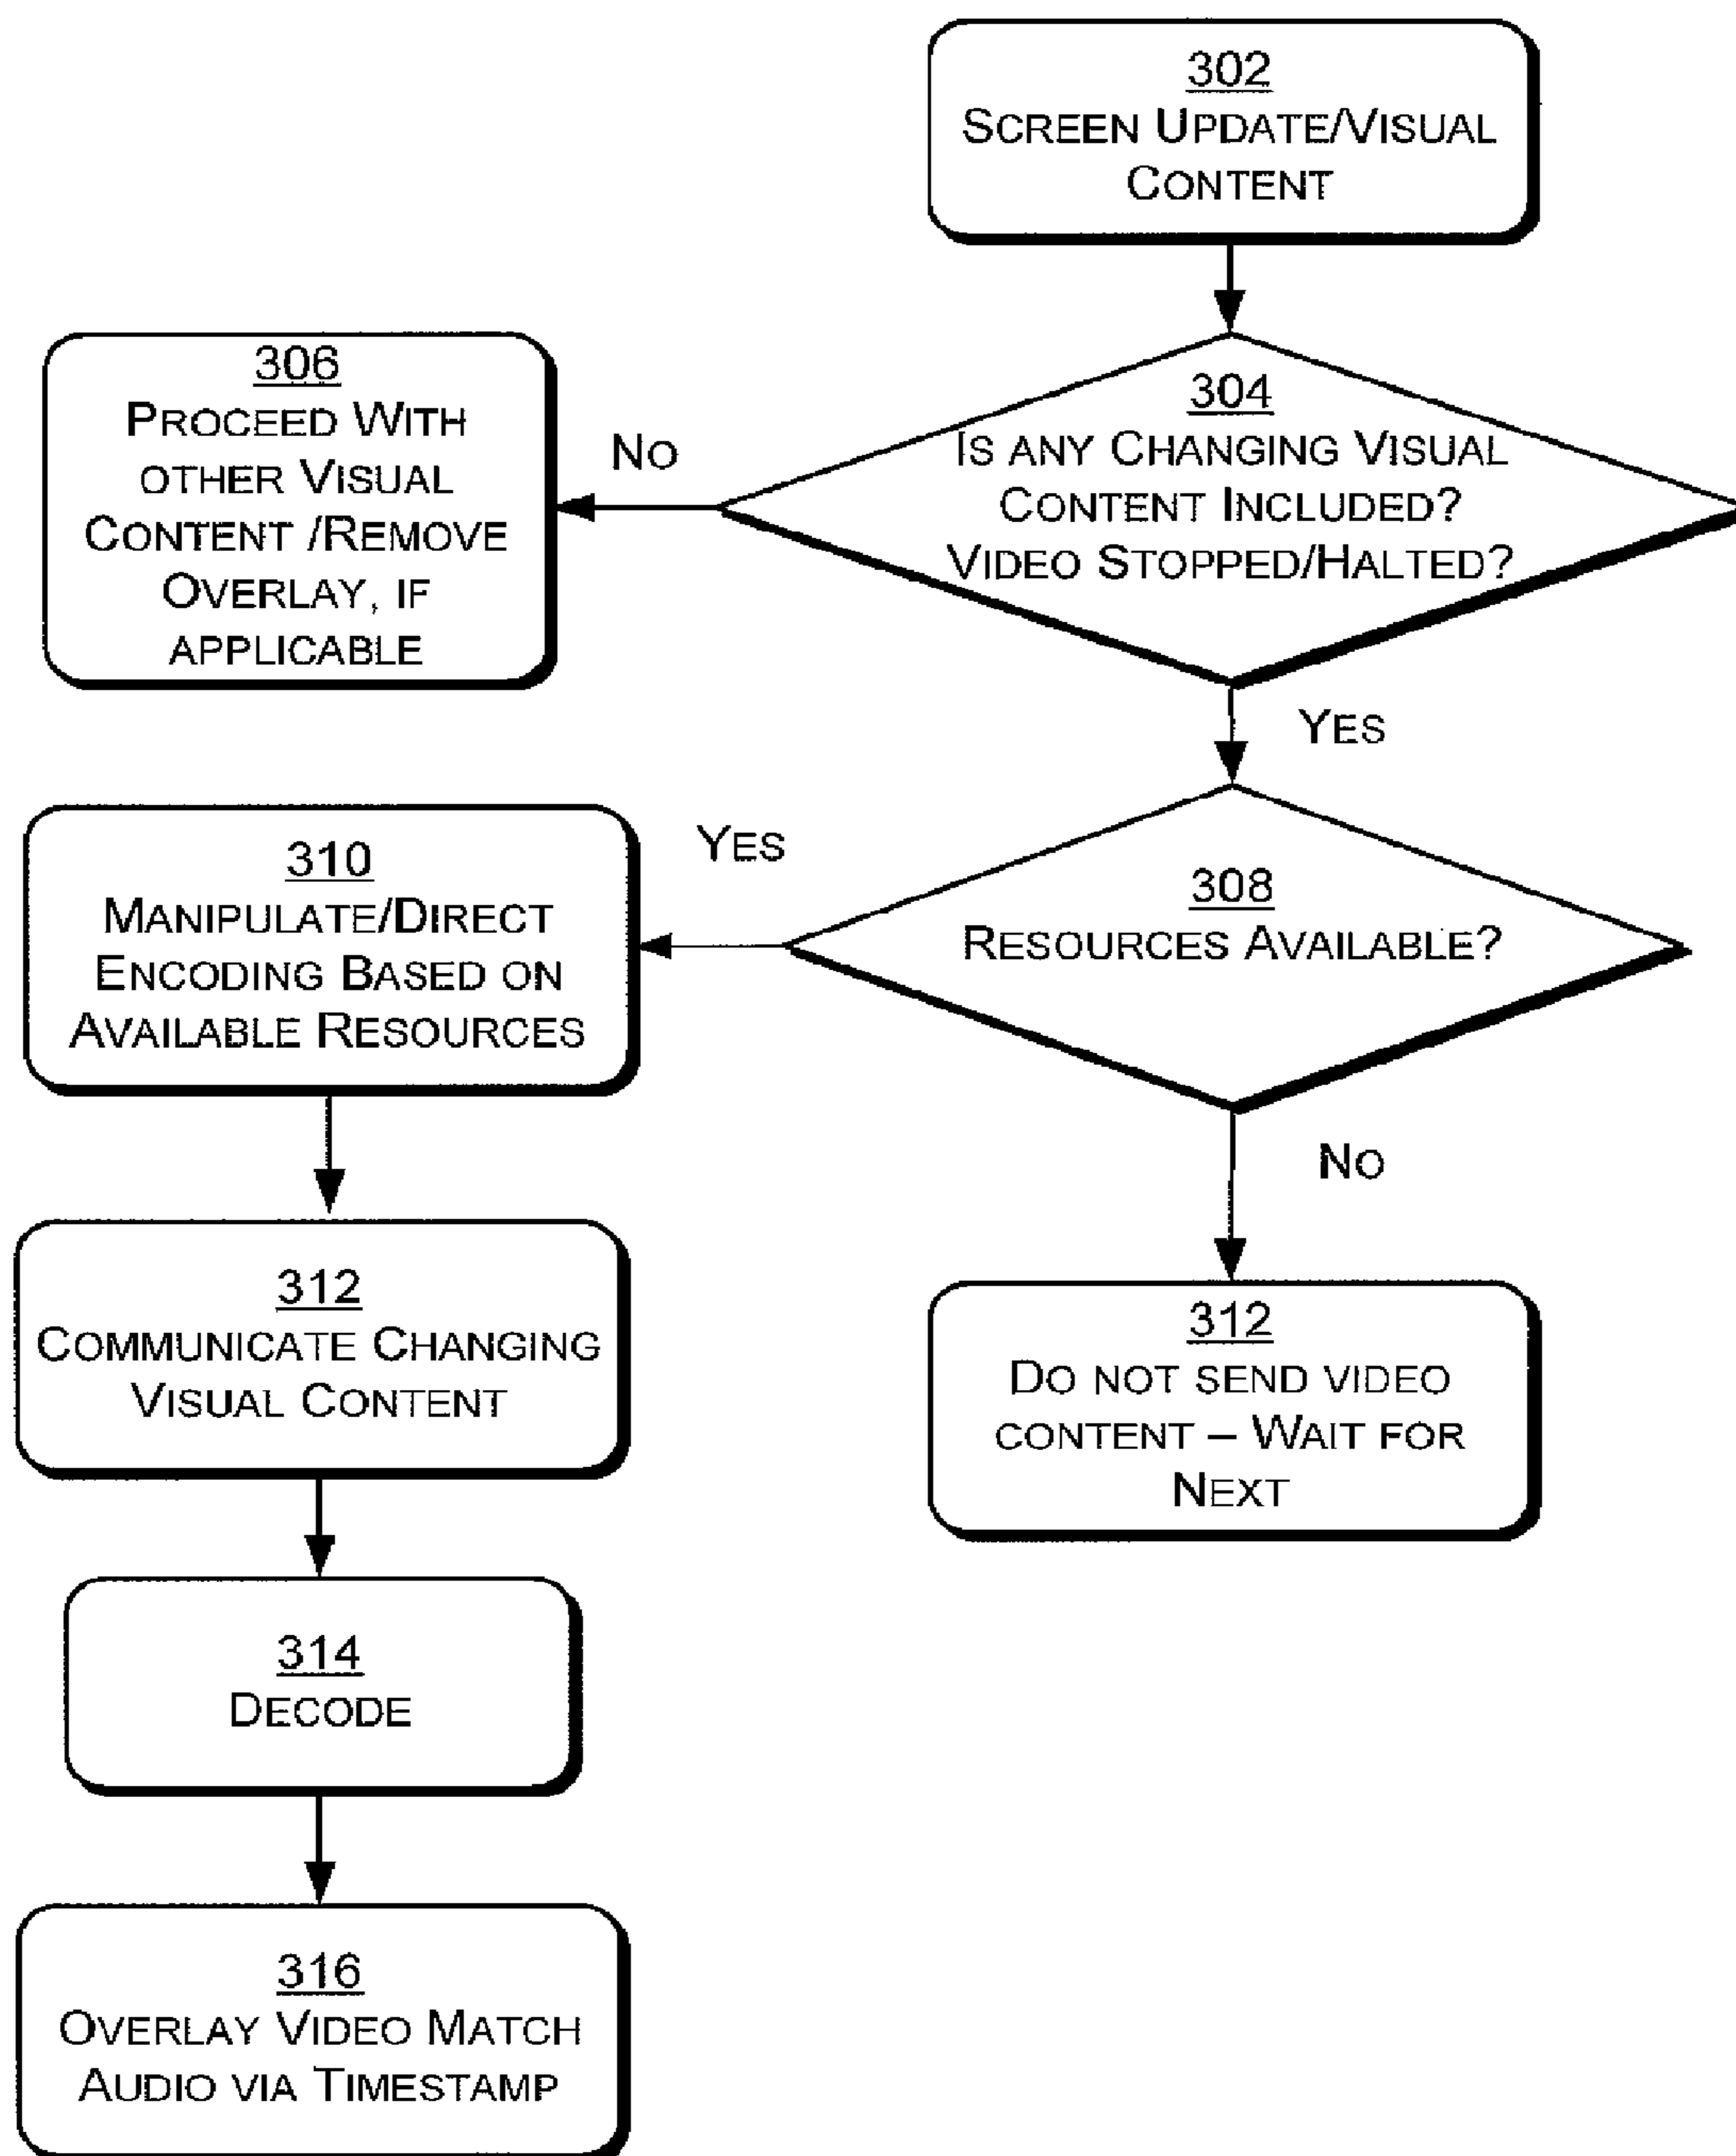 302
SCREEN UPDATE/VISUAL
CONTENT
304
IS ANY CHANGING VISUAL
CONTENT INCLUDED?
VIDEO STOPPED/HALTED?
NO
306
PROCEED WITH
OTHER VISUAL
CONTENT /REMOVE
OVERLAY, IF
APPLICABLE
YES
308
RESOURCES AVAILABLE?
YES
310
MANIPULATE/DIRECT
ENCODING BASED ON
AVAILABLE RESOURCES
NO
312
DO NOT SEND VIDEO
CONTENT – WAIT FOR
NEXT
312
COMMUNICATE CHANGING
VISUAL CONTENT
314
DECODE
316
OVERLAY VIDEO MATCH
AUDIO VIA TIMESTAMP